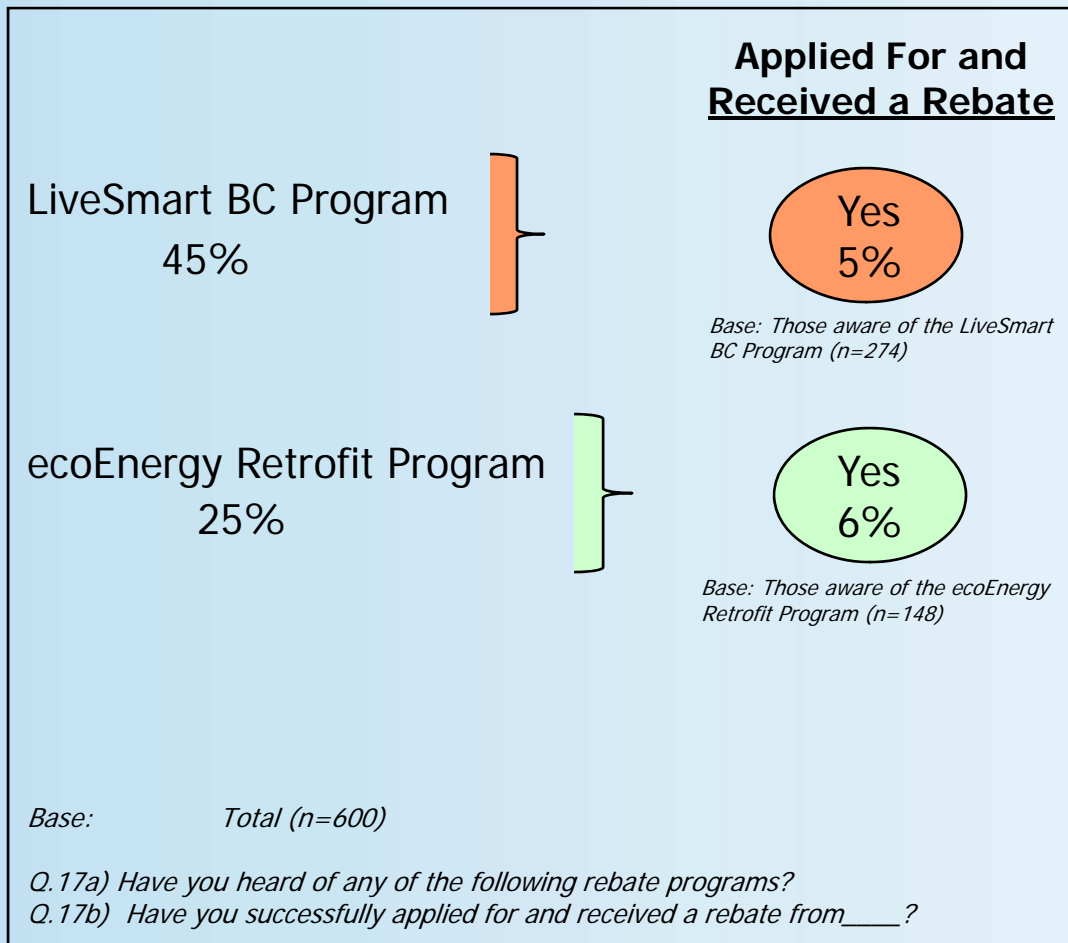 Applied For and
Received a Rebate
LiveSmart BC Program
45%
Yes
5%
Base: Those aware of the LiveSmart
BC Program (n=274)
ecoEnergy Retrofit Program
25%
Yes
6%
Base: Those aware of the ecoEnergy
Retrofit Program (n=148)
Base: Total (n=600)
Q.17a) Have you heard of any of the following rebate programs?
Q.17b) Have you successfully applied for and received a rebate from____?